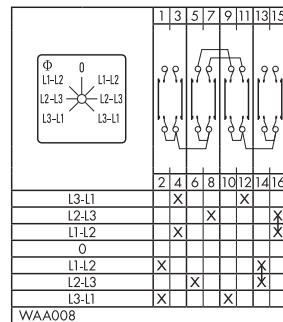 1 3 5 7 9 11 13 15
Φ 0
L1-L2 L1-L2
L2-L3 L2-L3
L3-L1 L3-L1
2 4 6 8 10 12 14 16
L3-L1 X X
L2-L3 X X
L1-L2 X X
0
L1-L2 X X
L2-L3 X X
L3-L1 X X
WAA008